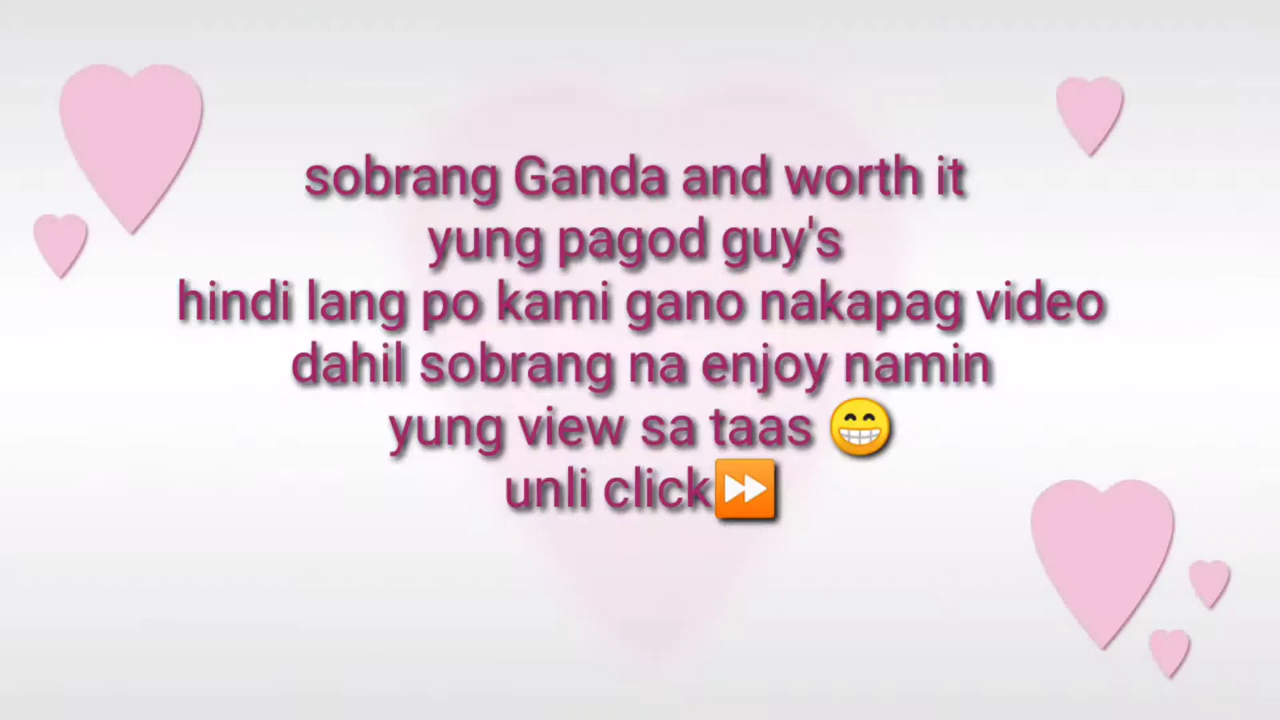 sobrang Ganda and worth it
yung pagod guy's
hindi lang po kami gano nakapag video
dahil sobrang na enjoy namin
yung view sa taas 😁
unli click⏩